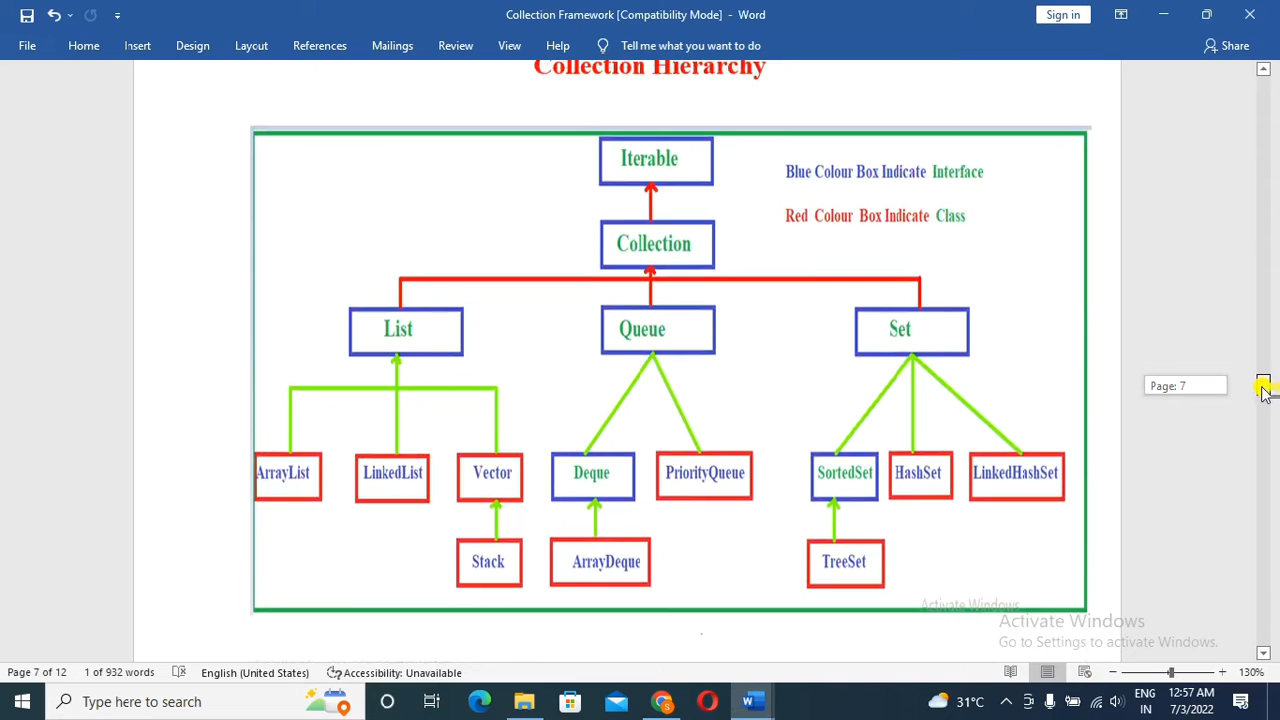 Collection Framework [Compatibility Mode] - Word
Sign in
File Home Insert Design Layout References Mailings Review View Help Tell me what you want to do Share
Collection Hierarchy
Iterable
Blue Colour Box Indicate Interface
Red Colour Box Indicate Class
Collection
List Queue Set
Page: 7
ArrayList LinkedList Vector Deque PriorityQueue SortedSet HashSet LinkedHashSet
Stack ArrayDeque TreeSet
Activate Windows
Activate Windows
Go to Settings to activate Windows.
Page 7 of 12 1 of 932 words English (United States) Accessibility: Unavailable 130%
Type here to search 31°C ENG 12:57 AM
IN 7/3/2022